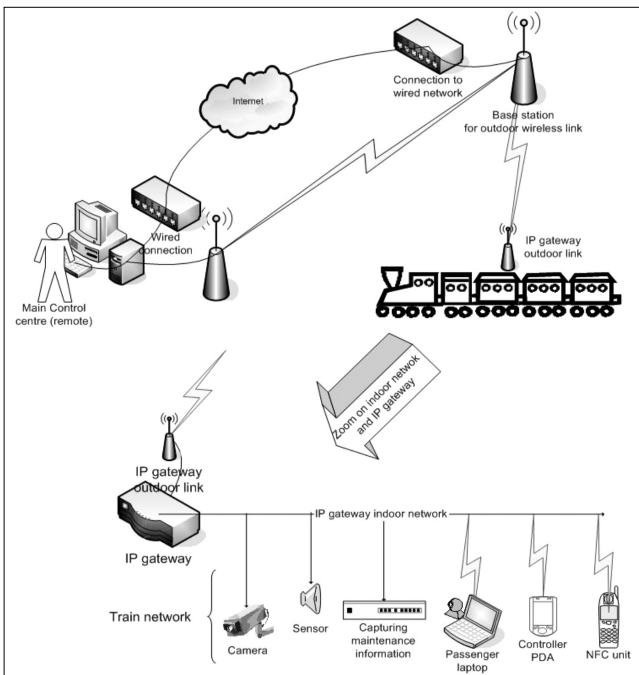 Internet
Connection to
wired network
Base station
for outdoor wireless link
Wired
connection
Main Control
centre (remote)
IP gateway
outdoor link
Zoom on indoor netwok
and IP gateway
IP gateway
outdoor link
IP gateway
IP gateway indoor network
Train network
Camera
Sensor
Capturing
maintenance
information
Passenger
laptop
Controller
PDA
NFC unit